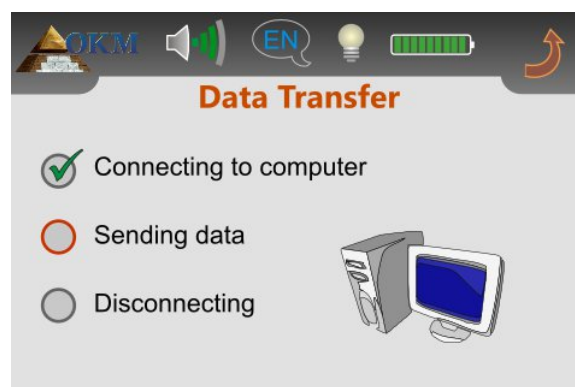 OKM
EN
Data Transfer
Connecting to computer
Sending data
Disconnecting